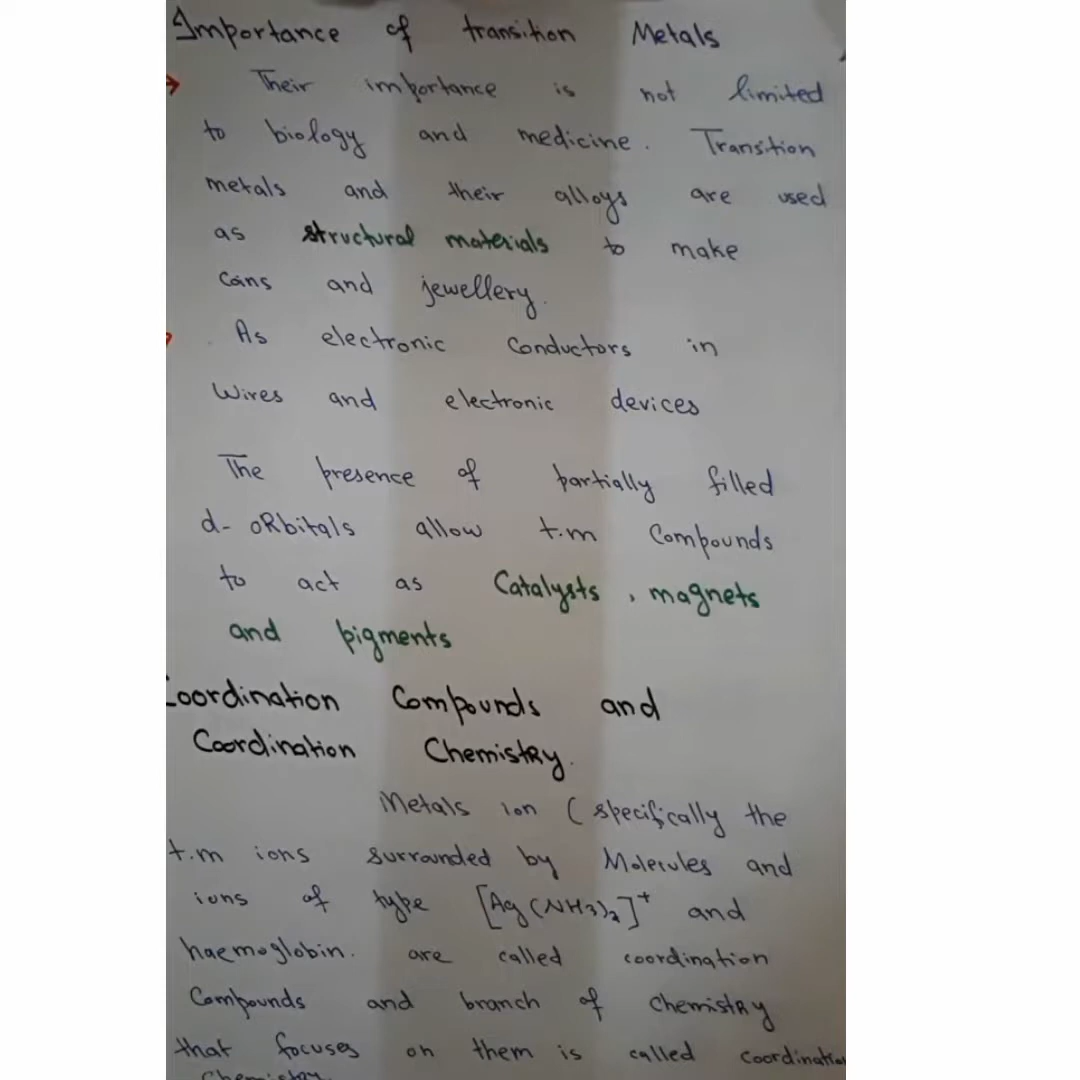 Importance of transition Metals
Their importance is not limited
to biology and medicine. Transition
metals and their alloys are used
as structural materials to make
Coins and jewellery.
As electronic Conductors in
Wires and electronic devices
The presence of partially filled
d- oRbitals allow t.m Compounds
to act as Catalysts, magnets
and pigments
Coordination Compounds and
Coordination ChemistRy.
Metals ion (specifically the
t.m ions surrounded by Molecules and
ions of type [Ag(NH3)2]+ and
haemoglobin. are called coordination
Compounds and branch of ChemistRy
that focuses on them is called coordination
Chemistry